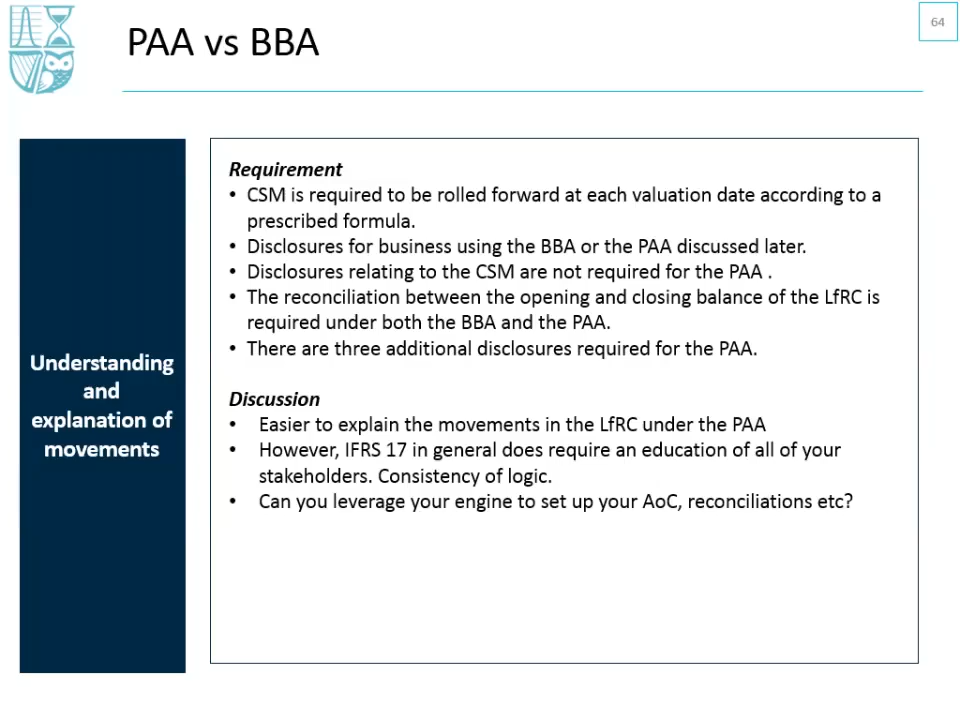 PAA vs BBA
64
Understanding
and
explanation of
movements
Requirement
• CSM is required to be rolled forward at each valuation date according to a
prescribed formula.
• Disclosures for business using the BBA or the PAA discussed later.
• Disclosures relating to the CSM are not required for the PAA .
• The reconciliation between the opening and closing balance of the LfRC is
required under both the BBA and the PAA.
• There are three additional disclosures required for the PAA.
Discussion
• Easier to explain the movements in the LfRC under the PAA
• However, IFRS 17 in general does require an education of all of your
stakeholders. Consistency of logic.
• Can you leverage your engine to set up your AoC, reconciliations etc?